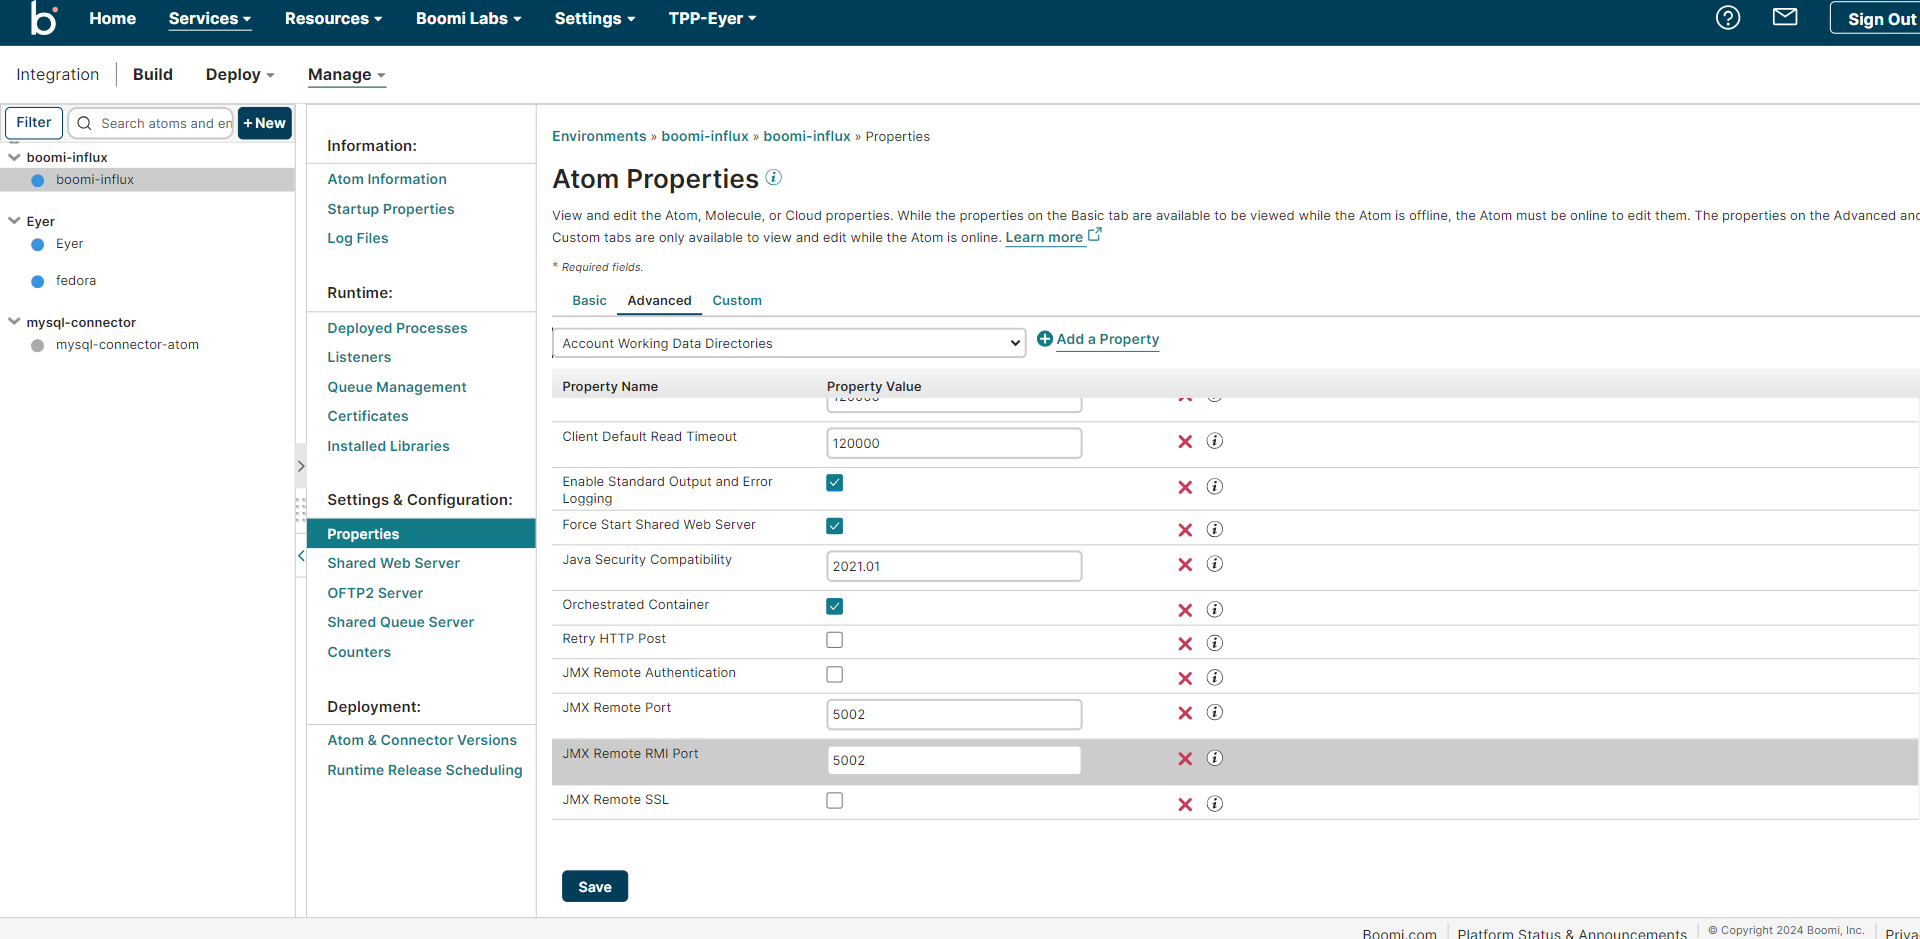 b Home Services Resources Boomi Labs Settings TPP-Eyer Sign Out
Integration Build Deploy Manage
Filter Search atoms and en +New
boomi-influx
boomi-influx
Eyer
Eyer
fedora
mysql-connector
mysql-connector-atom
Information:
Atom Information
Startup Properties
Log Files
Runtime:
Deployed Processes
Listeners
Queue Management
Certificates
Installed Libraries
Settings & Configuration:
Properties
Shared Web Server
OFTP2 Server
Shared Queue Server
Counters
Deployment:
Atom & Connector Versions
Runtime Release Scheduling
Environments » boomi-influx » boomi-influx » Properties
Atom Properties
View and edit the Atom, Molecule, or Cloud properties. While the properties on the Basic tab are available to be viewed while the Atom is offline, the Atom must be online to edit them. The properties on the Advanced and
Custom tabs are only available to view and edit while the Atom is online. Learn more
* Required fields.
Basic Advanced Custom
Account Working Data Directories Add a Property
Property Name Property Value
120000
Client Default Read Timeout 120000
Enable Standard Output and Error
Logging
Force Start Shared Web Server
Java Security Compatibility 2021.01
Orchestrated Container
Retry HTTP Post
JMX Remote Authentication
JMX Remote Port 5002
JMX Remote RMI Port 5002
JMX Remote SSL
Save
Boomi.com Platform Status & Announcements © Copyright 2024 Boomi, Inc. Priva